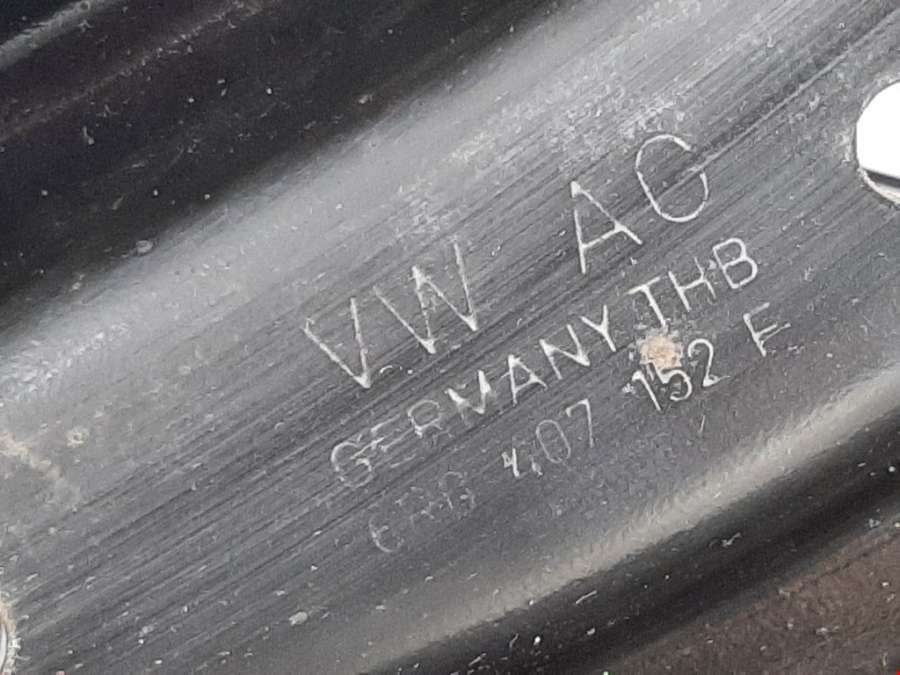 VW AG
GERMANY THB
407 152 F